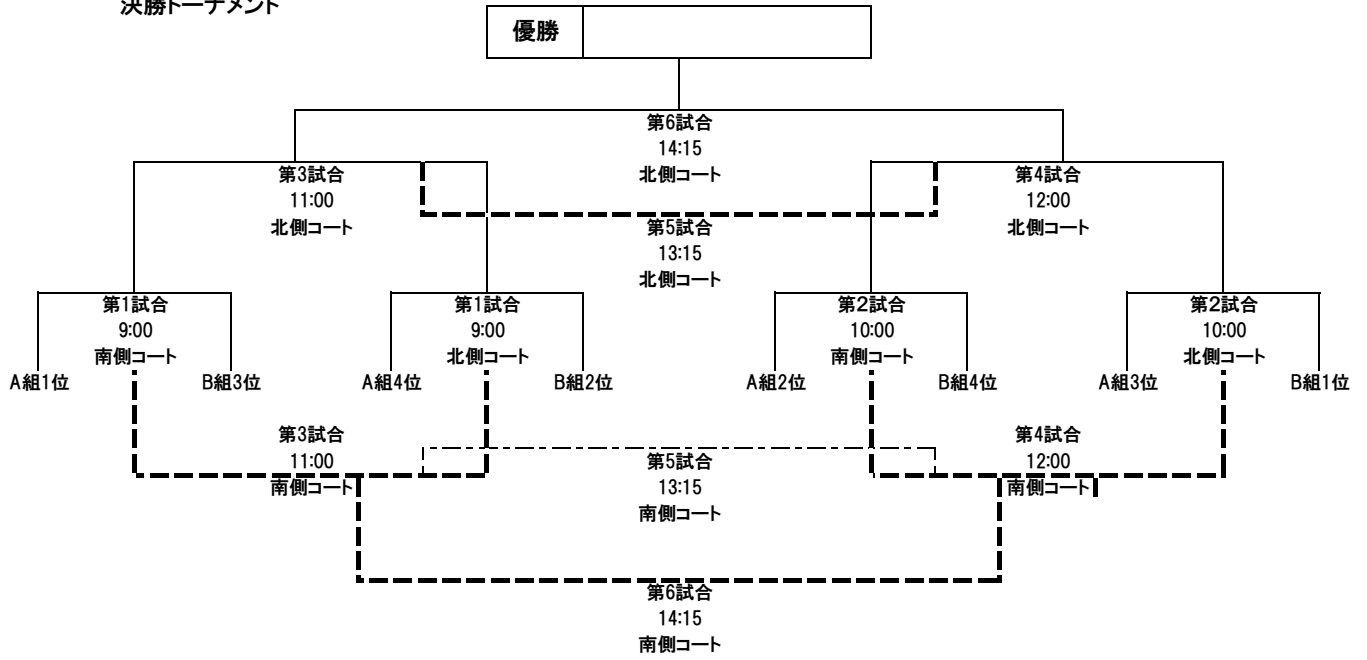 決勝トーナメント
優勝
第6試合
14:15
北側コート
第3試合
11:00
北側コート
第4試合
12:00
北側コート
第5試合
13:15
北側コート
第1試合
9:00
南側コート
第1試合
9:00
北側コート
第2試合
10:00
南側コート
第2試合
10:00
北側コート
A組1位
B組3位
A組4位
B組2位
A組2位
B組4位
A組3位
B組1位
第3試合
11:00
南側コート
第4試合
12:00
南側コート
第5試合
13:15
南側コート
第6試合
14:15
南側コート